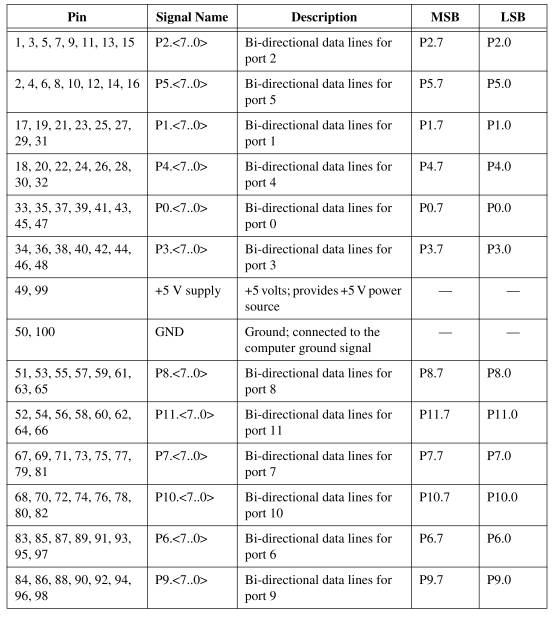 Pin Signal Name Description MSB LSB
1, 3, 5, 7, 9, 11, 13, 15 P2.<7..0> Bi-directional data lines for P2.7 P2.0
port 2
2, 4, 6, 8, 10, 12, 14, 16 P5.<7..0> Bi-directional data lines for P5.7 P5.0
port 5
17, 19, 21, 23, 25, 27, P1.<7..0> Bi-directional data lines for P1.7 P1.0
29, 31 port 1
18, 20, 22, 24, 26, 28, P4.<7..0> Bi-directional data lines for P4.7 P4.0
30, 32 port 4
33, 35, 37, 39, 41, 43, P0.<7..0> Bi-directional data lines for P0.7 P0.0
45, 47 port 0
34, 36, 38, 40, 42, 44, P3.<7..0> Bi-directional data lines for P3.7 P3.0
46, 48 port 3
49, 99 +5 V supply +5 volts; provides +5 V power — —
source
50, 100 GND Ground; connected to the — —
computer ground signal
51, 53, 55, 57, 59, 61, P8.<7..0> Bi-directional data lines for P8.7 P8.0
63, 65 port 8
52, 54, 56, 58, 60, 62, P11.<7..0> Bi-directional data lines for P11.7 P11.0
64, 66 port 11
67, 69, 71, 73, 75, 77, P7.<7..0> Bi-directional data lines for P7.7 P7.0
79, 81 port 7
68, 70, 72, 74, 76, 78, P10.<7..0> Bi-directional data lines for P10.7 P10.0
80, 82 port 10
83, 85, 87, 89, 91, 93, P6.<7..0> Bi-directional data lines for P6.7 P6.0
95, 97 port 6
84, 86, 88, 90, 92, 94, P9.<7..0> Bi-directional data lines for P9.7 P9.0
96, 98 port 9